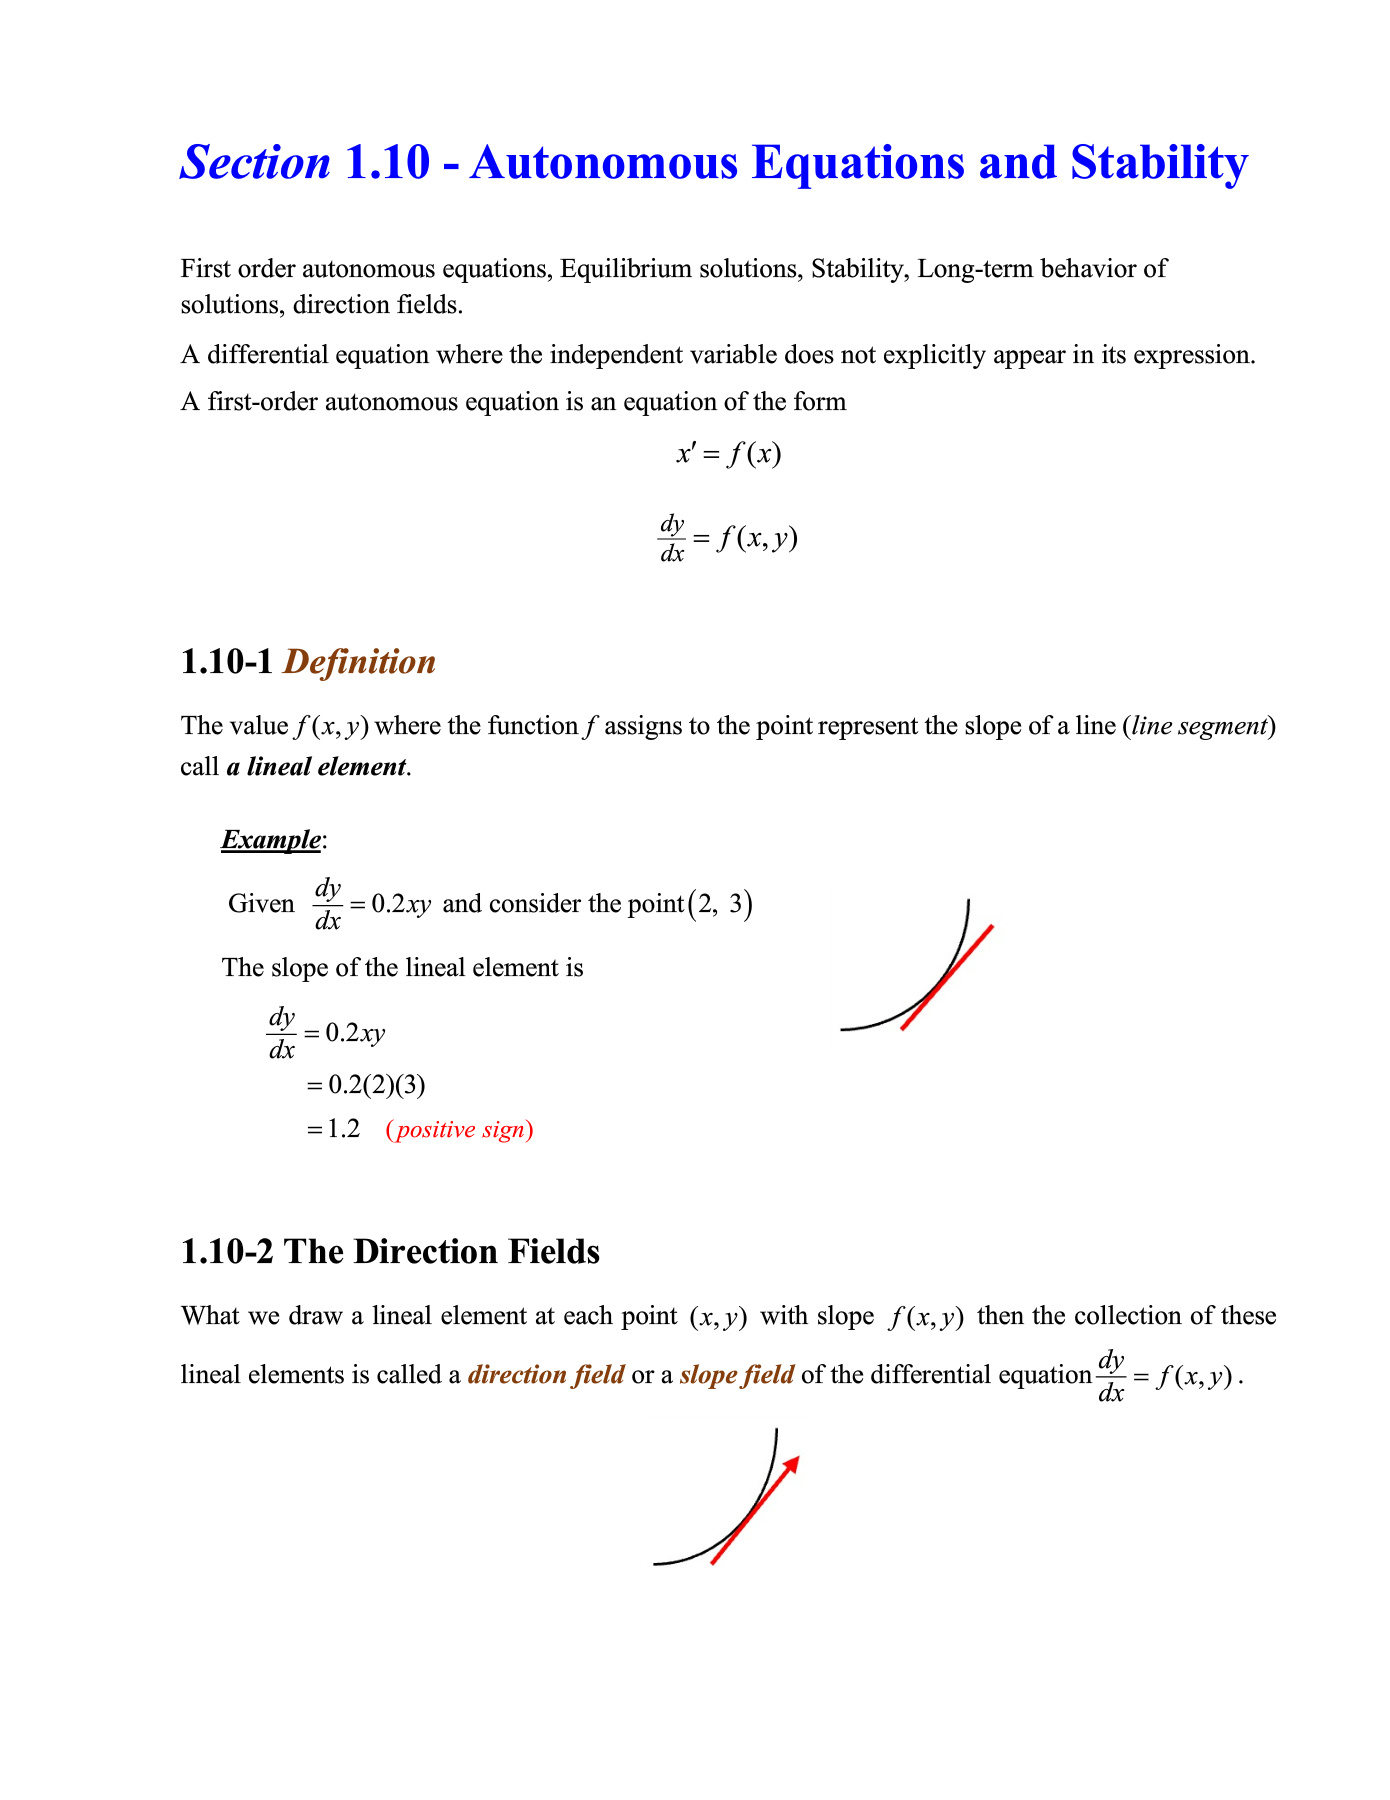 Section 1.10 - Autonomous Equations and Stability
First order autonomous equations, Equilibrium solutions, Stability, Long-term behavior of
solutions, direction fields.
A differential equation where the independent variable does not explicitly appear in its expression.
A first-order autonomous equation is an equation of the form
x′ = f(x)
dy/dx = f(x, y)
1.10-1 Definition
The value f(x, y) where the function f assigns to the point represent the slope of a line (line segment)
call a lineal element.
Example:
Given dy/dx = 0.2xy and consider the point (2, 3)
The slope of the lineal element is
dy/dx = 0.2xy
= 0.2(2)(3)
= 1.2 (positive sign)
1.10-2 The Direction Fields
What we draw a lineal element at each point (x, y) with slope f(x, y) then the collection of these
lineal elements is called a direction field or a slope field of the differential equation dy/dx = f(x, y).